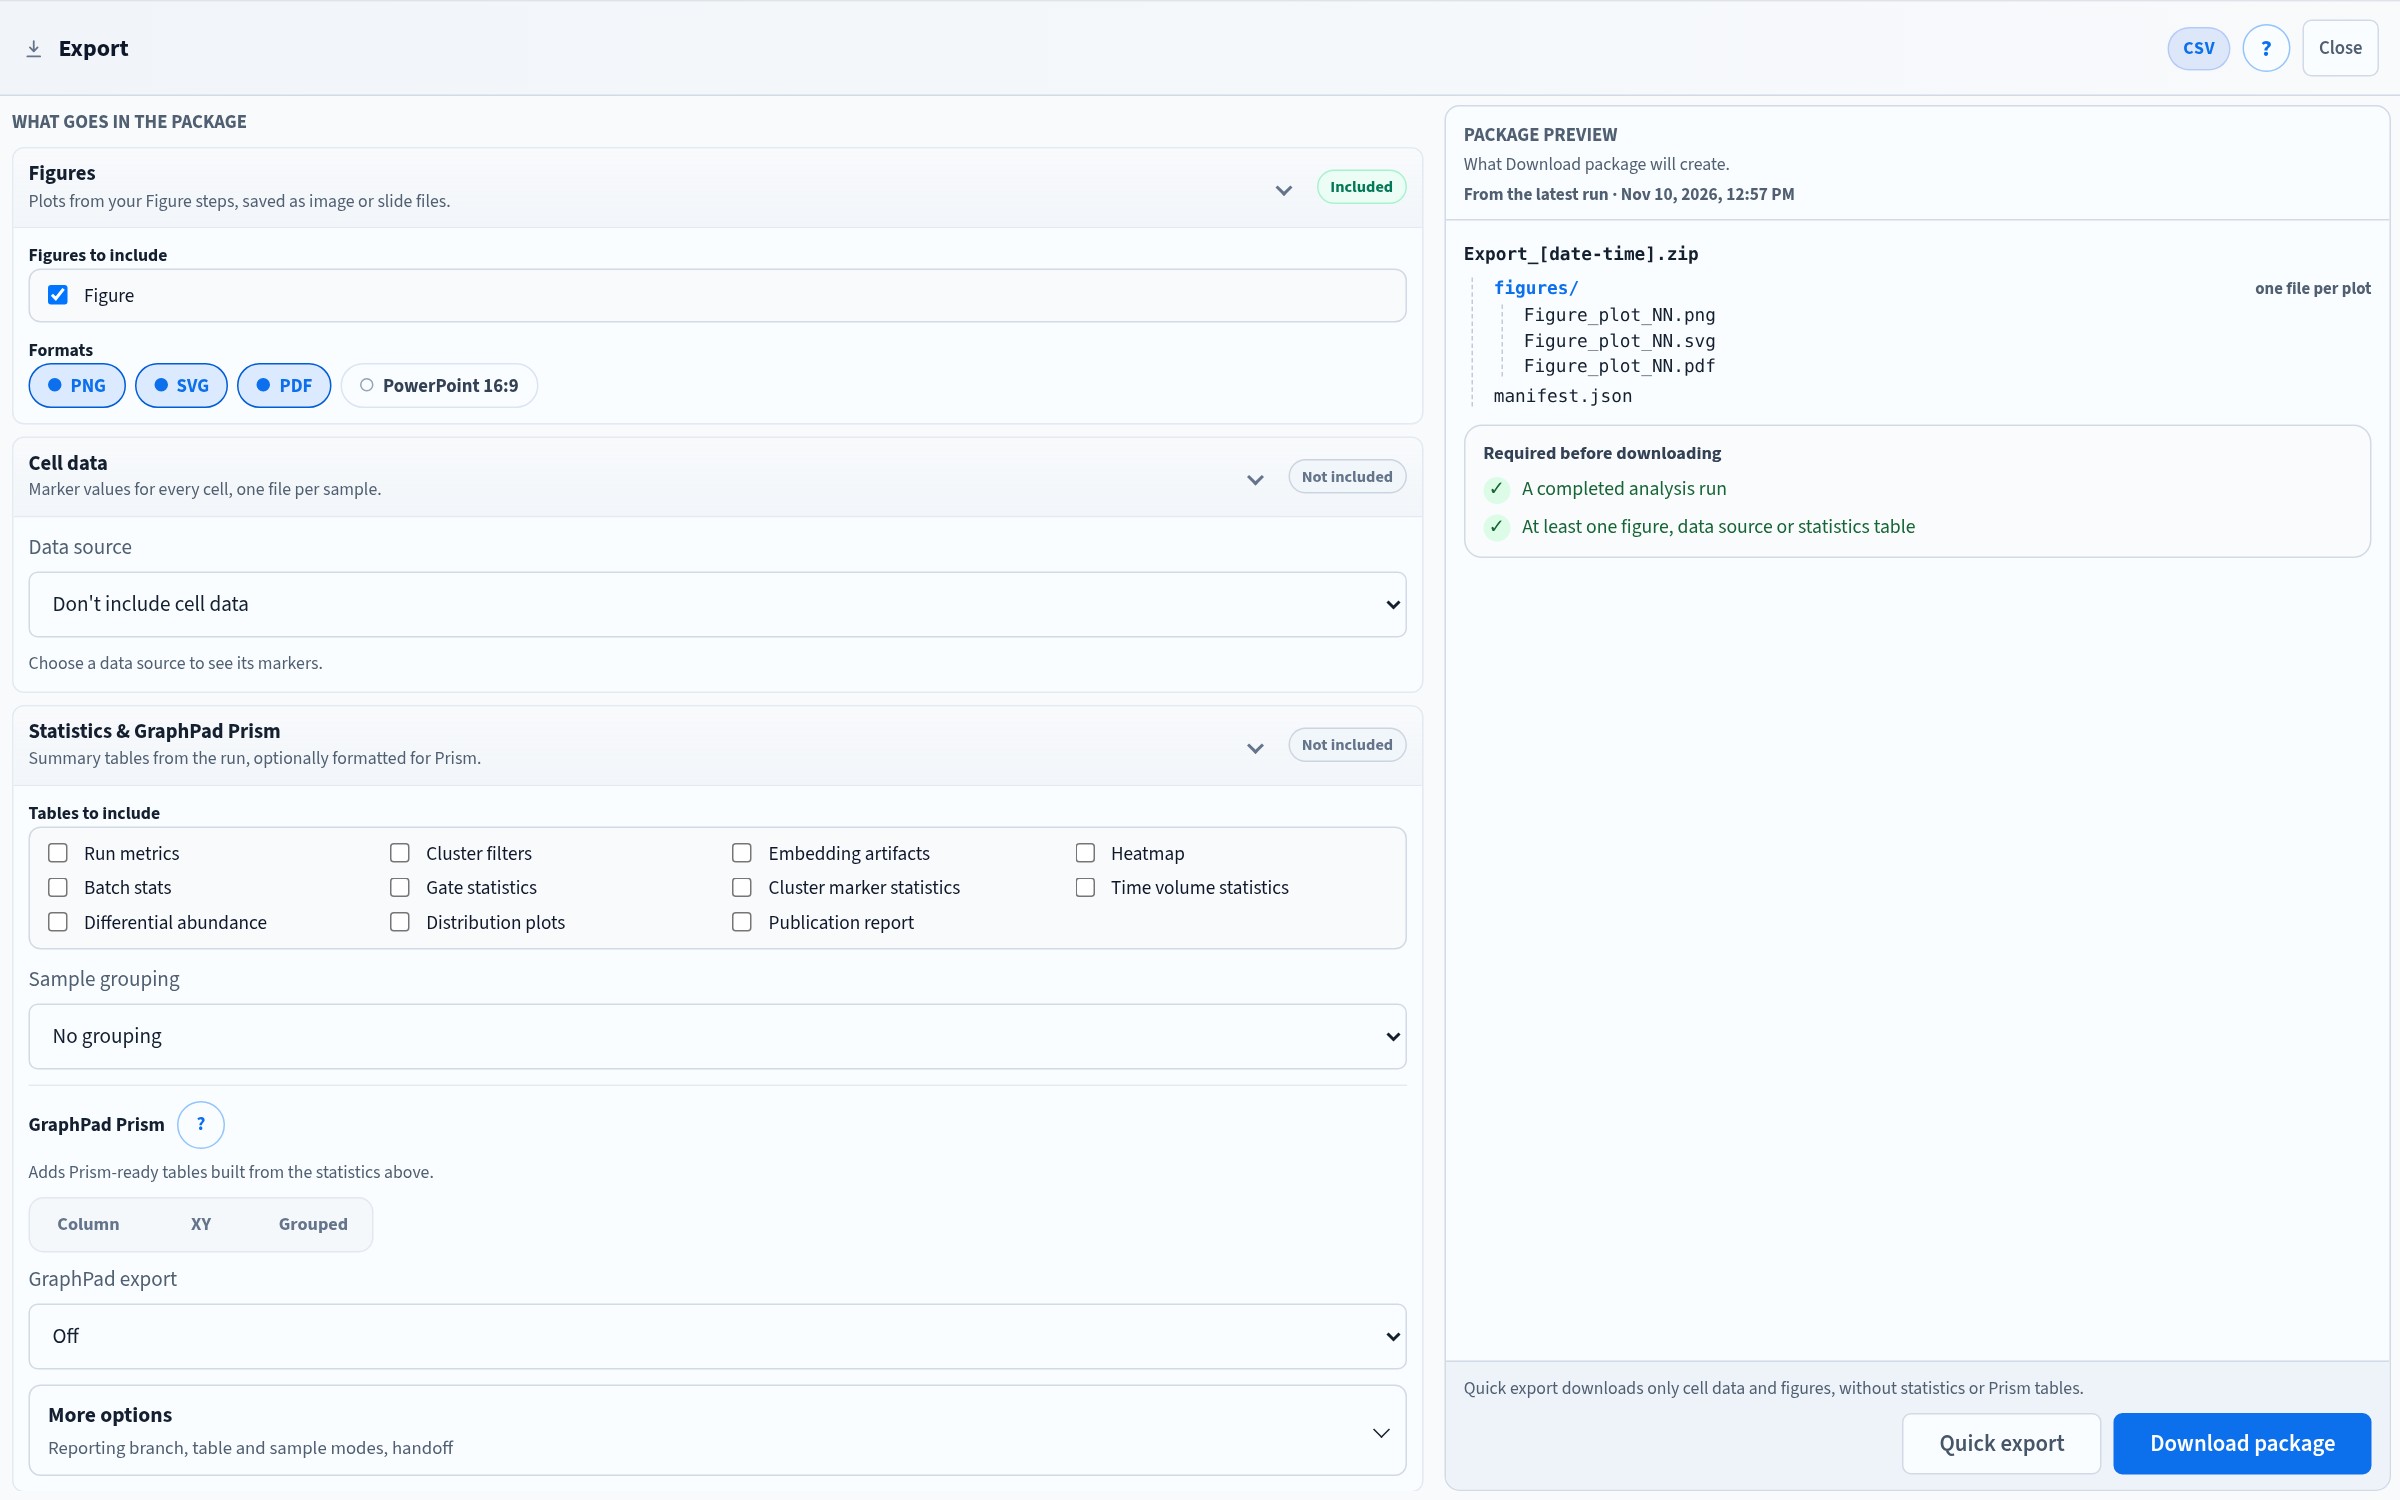 Export
CSV
?
Close
WHAT GOES IN THE PACKAGE
Figures
Plots from your Figure steps, saved as image or slide files.
Included
Figures to include
Figure
Formats
PNG
SVG
PDF
PowerPoint 16:9
Cell data
Marker values for every cell, one file per sample.
Not included
Data source
Don't include cell data
Choose a data source to see its markers.
Statistics & GraphPad Prism
Summary tables from the run, optionally formatted for Prism.
Not included
Tables to include
Run metrics
Cluster filters
Embedding artifacts
Heatmap
Batch stats
Gate statistics
Cluster marker statistics
Time volume statistics
Differential abundance
Distribution plots
Publication report
Sample grouping
No grouping
GraphPad Prism
?
Adds Prism-ready tables built from the statistics above.
Column
XY
Grouped
GraphPad export
Off
More options
Reporting branch, table and sample modes, handoff
PACKAGE PREVIEW
What Download package will create.
From the latest run · Nov 10, 2026, 12:57 PM
Export_[date-time].zip
figures/
one file per plot
Figure_plot_NN.png
Figure_plot_NN.svg
Figure_plot_NN.pdf
manifest.json
Required before downloading
✓ A completed analysis run
✓ At least one figure, data source or statistics table
Quick export downloads only cell data and figures, without statistics or Prism tables.
Quick export
Download package